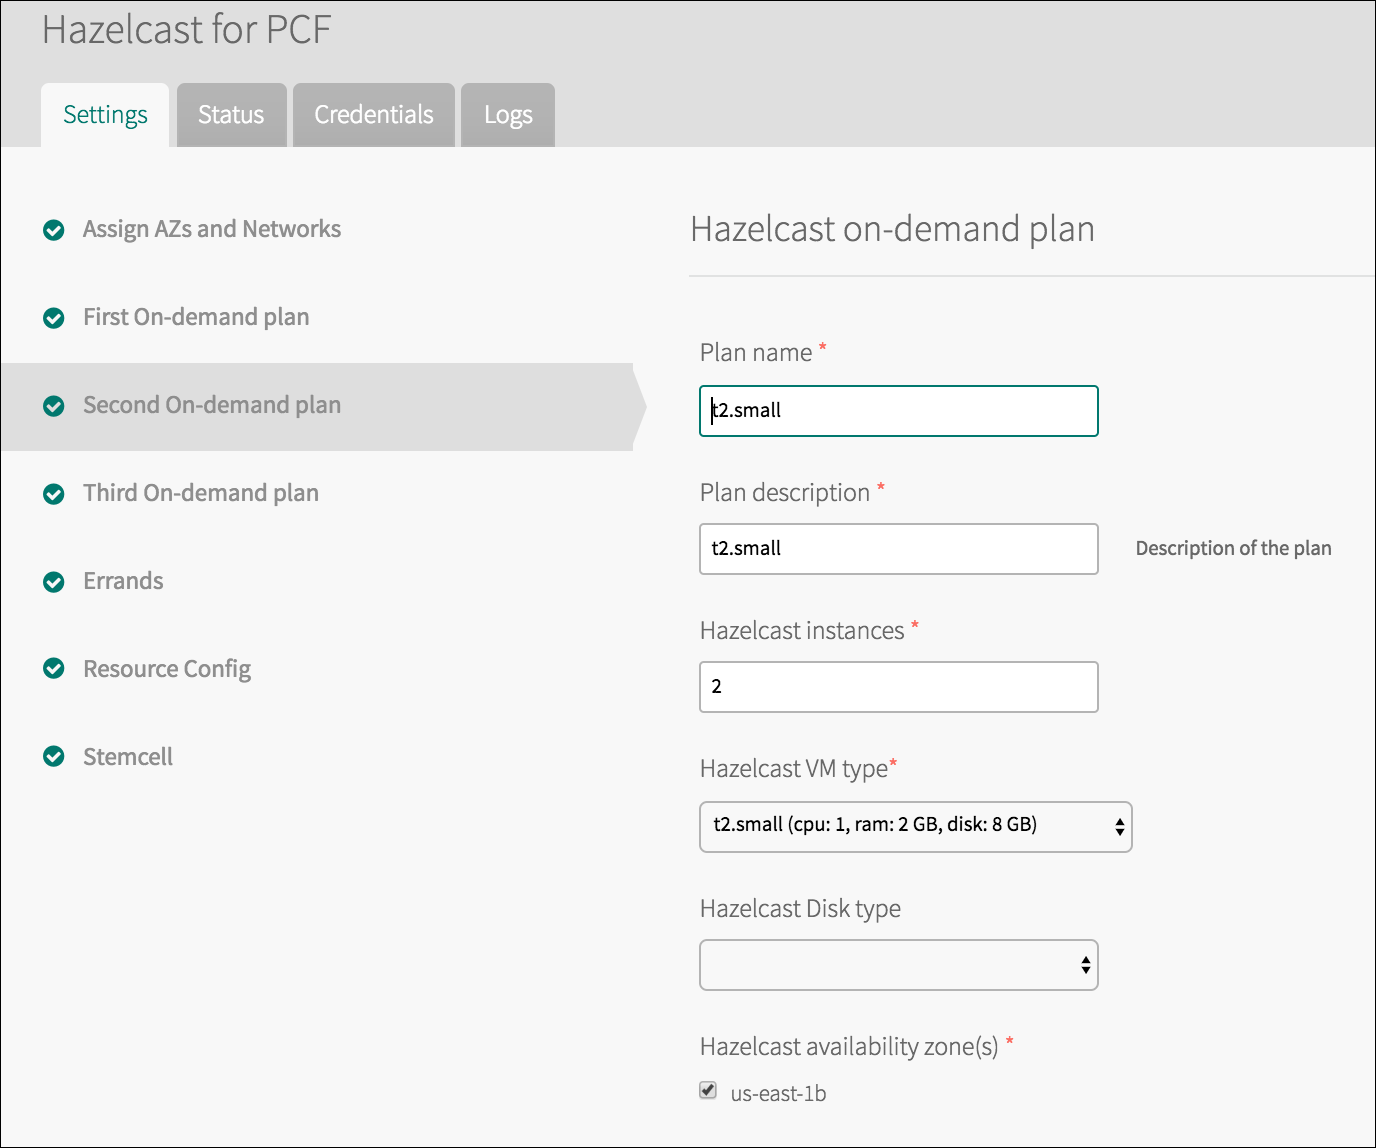 Hazelcast for PCF
Settings
Status
Credentials
Logs
Assign AZs and Networks
First On-demand plan
Second On-demand plan
Third On-demand plan
Errands
Resource Config
Stemcell
Hazelcast on-demand plan
Plan name *
t2.small
Plan description *
t2.small
Description of the plan
Hazelcast instances *
2
Hazelcast VM type*
t2.small (cpu: 1, ram: 2 GB, disk: 8 GB)
Hazelcast Disk type
Hazelcast availability zone(s) *
us-east-1b